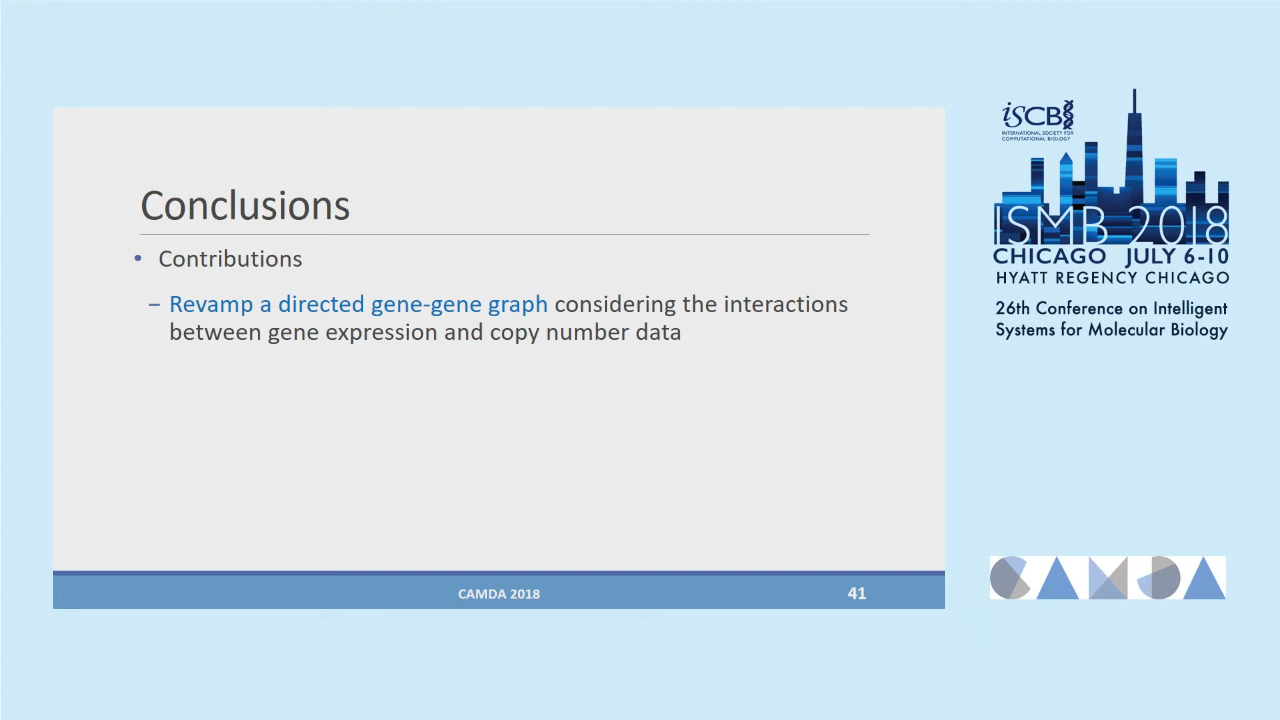 Conclusions
• Contributions
– Revamp a directed gene-gene graph considering the interactions
between gene expression and copy number data
CAMDA 2018
41
iSCB
INTERNATIONAL SOCIETY FOR
COMPUTATIONAL BIOLOGY
ISMB 2018
CHICAGO JULY 6-10
HYATT REGENCY CHICAGO
26th Conference on Intelligent
Systems for Molecular Biology
CAMDA